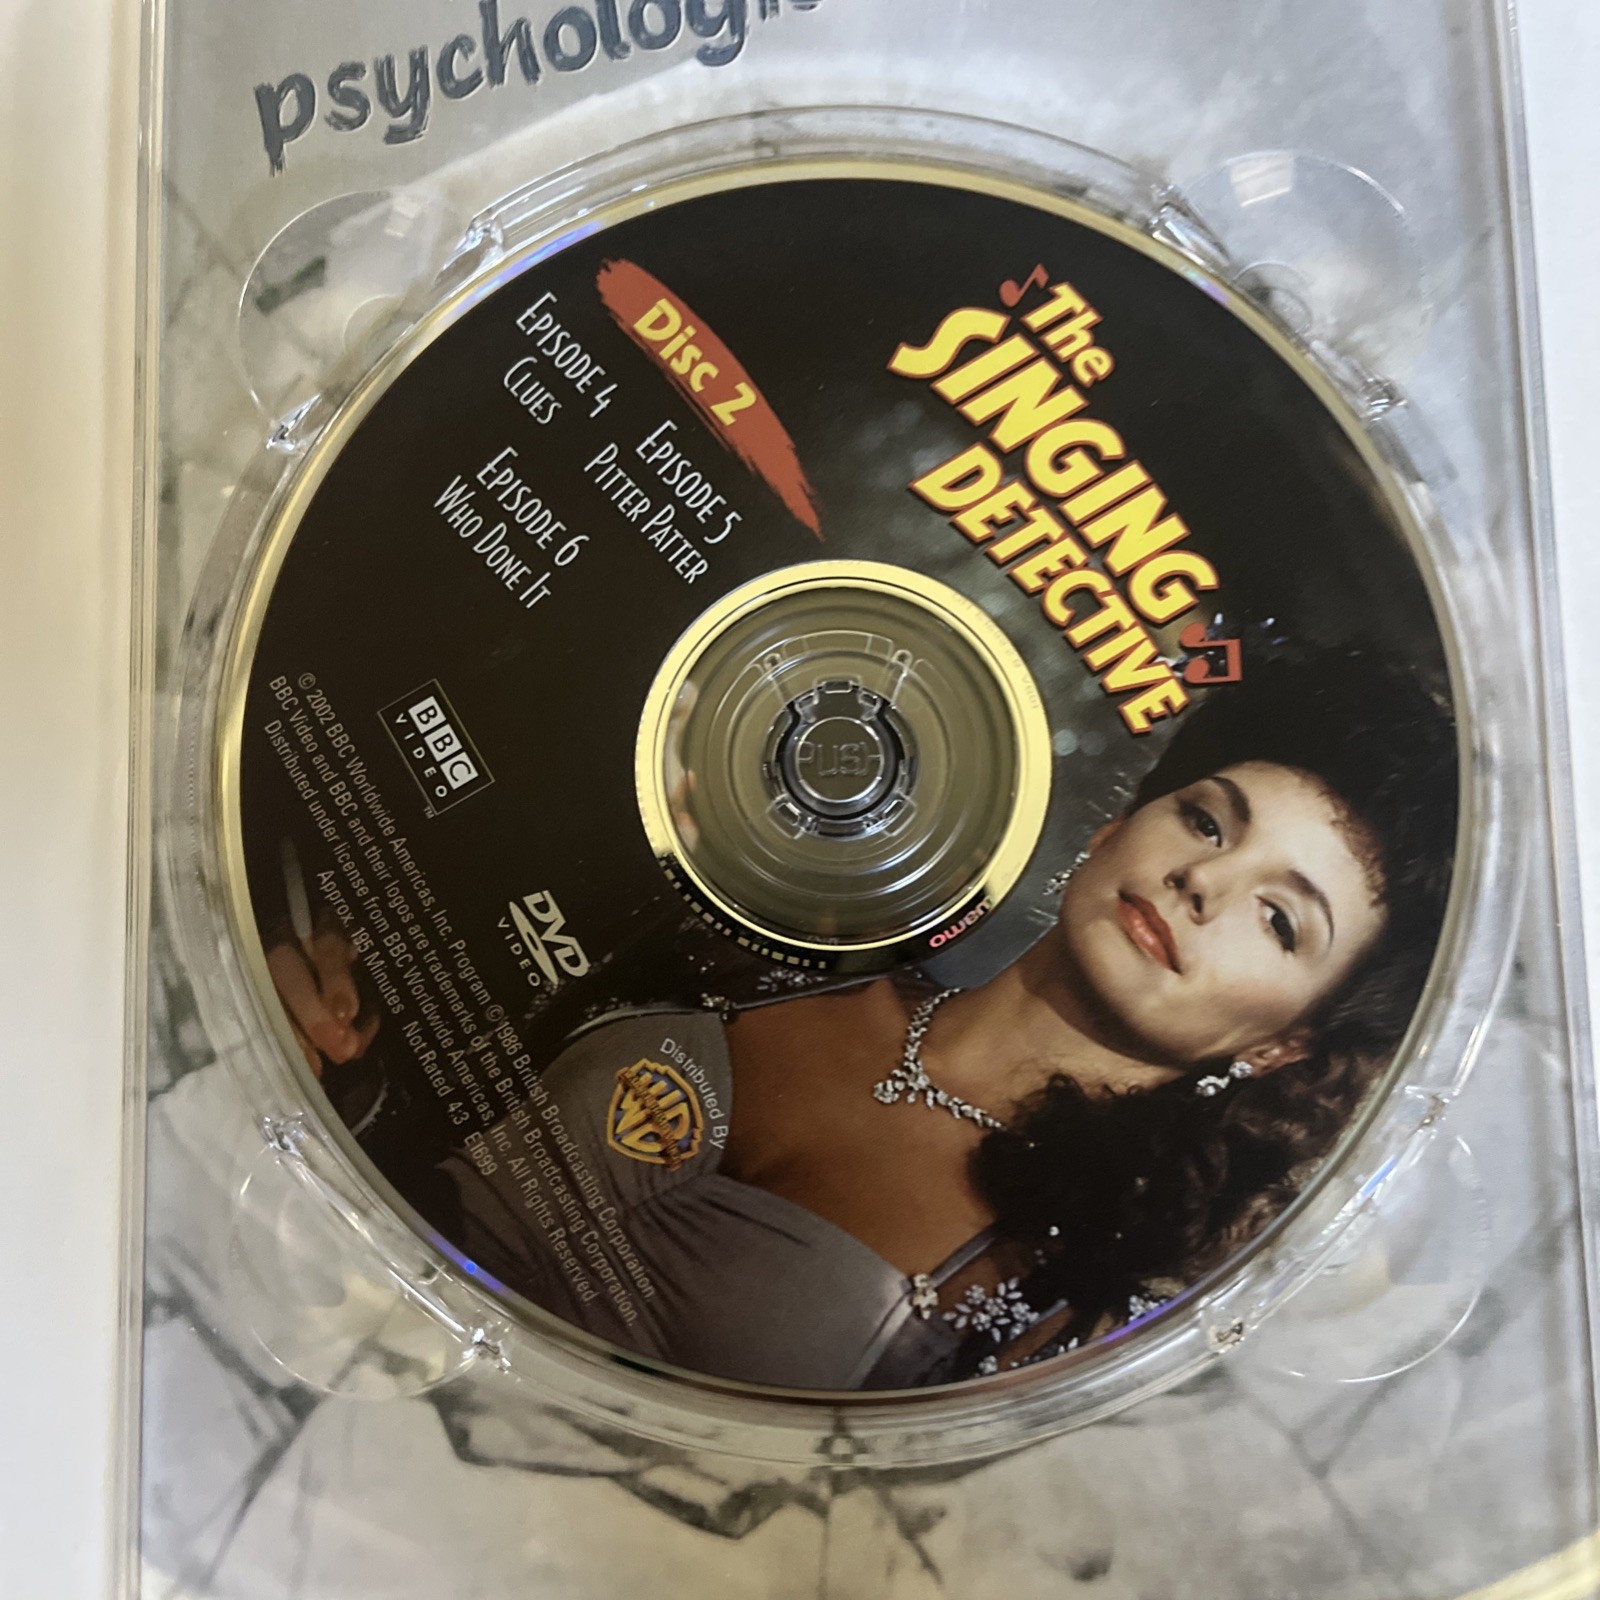 The
SINGING
DETECTIVE
Disc 2
EPISODE 4
CLUES
EPISODE 5
PITTER PATTER
EPISODE 6
WHO DONE IT
BBC
VIDEO
™
DVD
VIDEO
Distributed By
PUSH
wamo
© 2002 BBC Worldwide Americas, Inc. Program © 1986 British Broadcasting Corporation.
BBC Video and BBC and their logos are trademarks of the British Broadcasting Corporation.
Distributed under license from BBC Worldwide Americas, Inc. All Rights Reserved.
Approx. 195 Minutes Not Rated 4:3 E1699